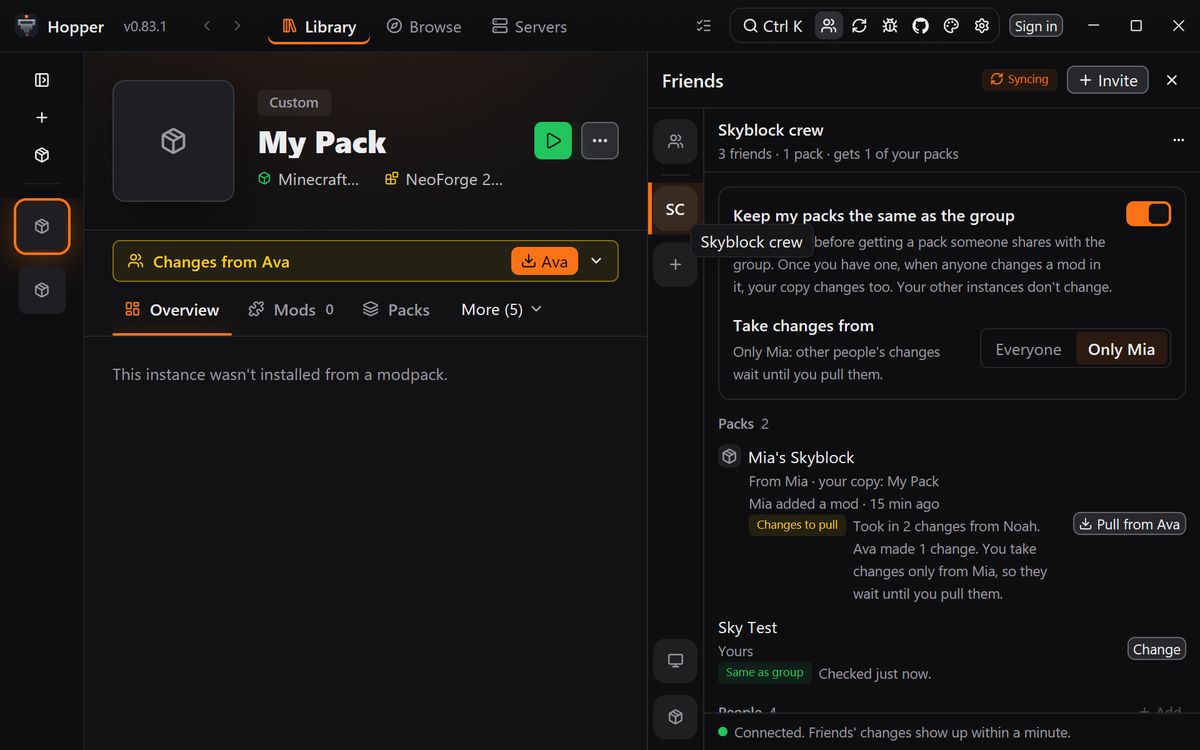 Hopper v0.83.1 Library Browse Servers Ctrl K Sign in
Friends Syncing Invite
Custom
My Pack
Minecraft... NeoForge 2...
Changes from Ava Ava
Overview Mods 0 Packs More (5)
This instance wasn't installed from a modpack.
Skyblock crew
3 friends · 1 pack · gets 1 of your packs
SC
Skyblock crew
Keep my packs the same as the group
before getting a pack someone shares with the
group. Once you have one, when anyone changes a mod in
it, your copy changes too. Your other instances don't change.
Take changes from
Only Mia: other people's changes
wait until you pull them.
Everyone Only Mia
Packs 2
Mia's Skyblock
From Mia · your copy: My Pack
Mia added a mod · 15 min ago
Changes to pull
Took in 2 changes from Noah.
Ava made 1 change. You take
changes only from Mia, so they
wait until you pull them.
Pull from Ava
Sky Test
Yours
Same as group Checked just now.
Change
People 4 Add
Connected. Friends' changes show up within a minute.